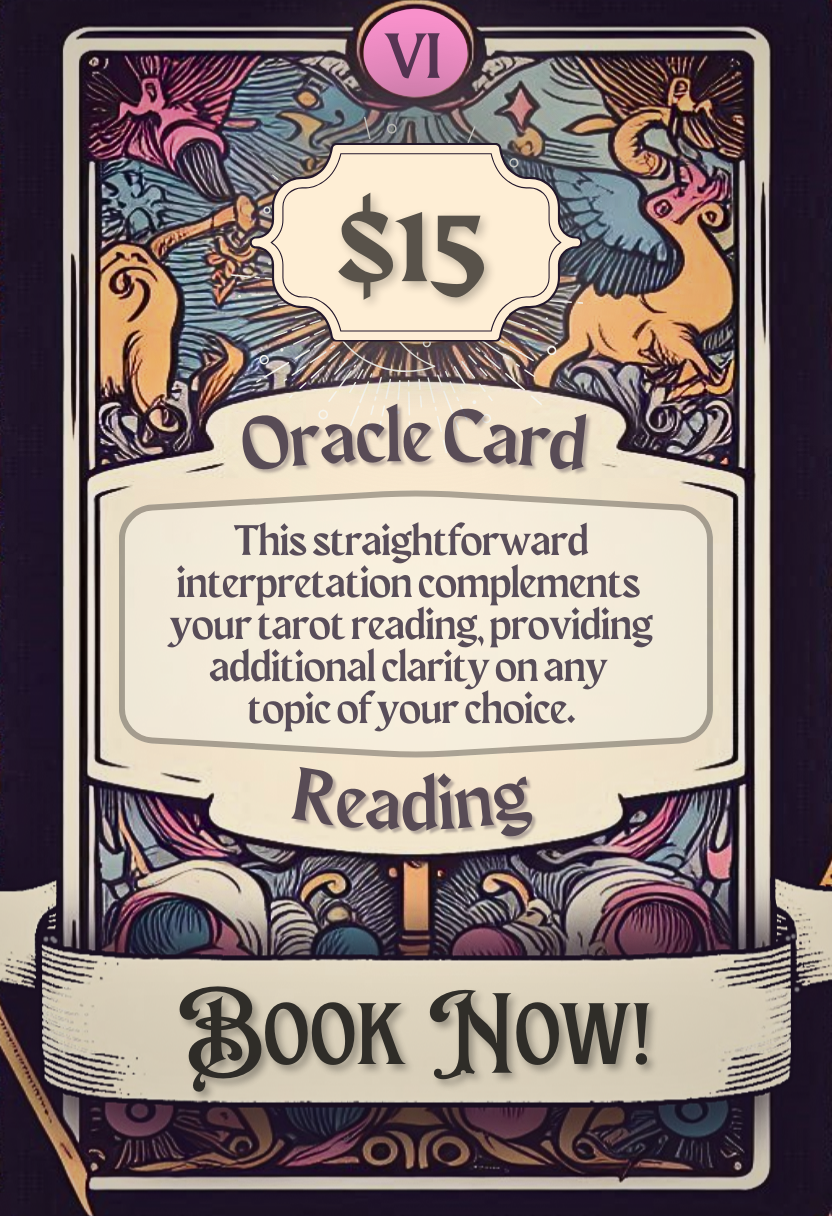 VI
$15
Oracle Card
This straightforward
interpretation complements
your tarot reading, providing
additional clarity on any
topic of your choice.
Reading
Book Now!